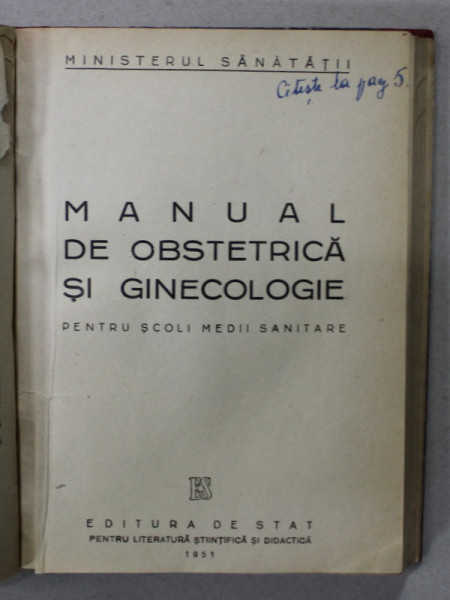 MINISTERUL SĂNĂTĂȚII
Citește la pag 5.
MANUAL
DE OBSTETRICĂ
ȘI GINECOLOGIE
PENTRU ȘCOLI MEDII SANITARE
EDITURA DE STAT
PENTRU LITERATURĂ ȘTIINȚIFICĂ ȘI DIDACTICĂ
1951